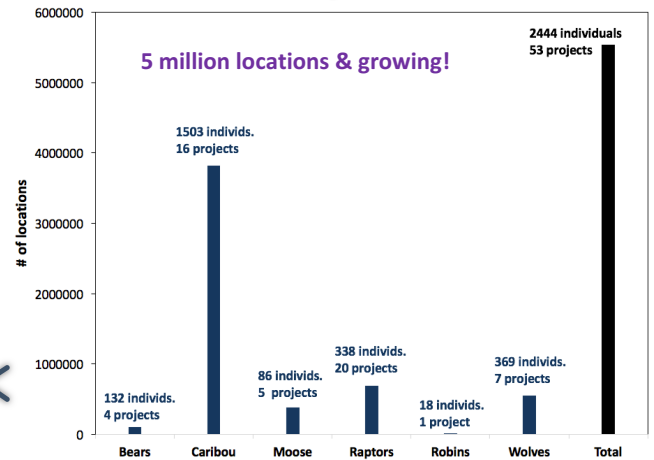 6000000
5 million locations & growing!
2444 individuals
53 projects
5000000
1503 individs.
16 projects
4000000
# of locations
3000000
2000000
338 individs.
20 projects
369 individs.
7 projects
86 individs.
5 projects
1000000
132 individs.
4 projects
18 individs.
1 project
0
Bears Caribou Moose Raptors Robins Wolves Total